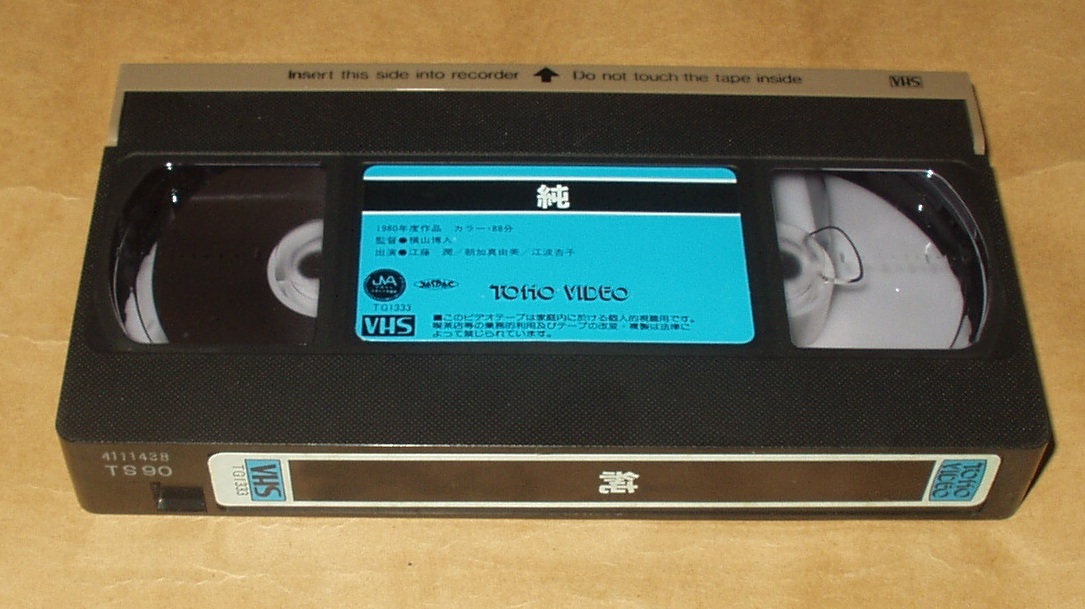 Insert this side into recorder Do not touch the tape inside VHS
純
1980年度作品 カラー・88分
監督●横山博人
出演●江藤 潤／朝加真由美／江波杏子
JVA
TG1333
TOHO VIDEO
VHS
■このビデオテープは家庭内に於ける個人的視聴用です。
喫茶店等の業務的利用及びテープの改変・複製は法律に
よって禁じられています。
4111428
TS90
TG1333
VHS
純
TOHO VIDEO